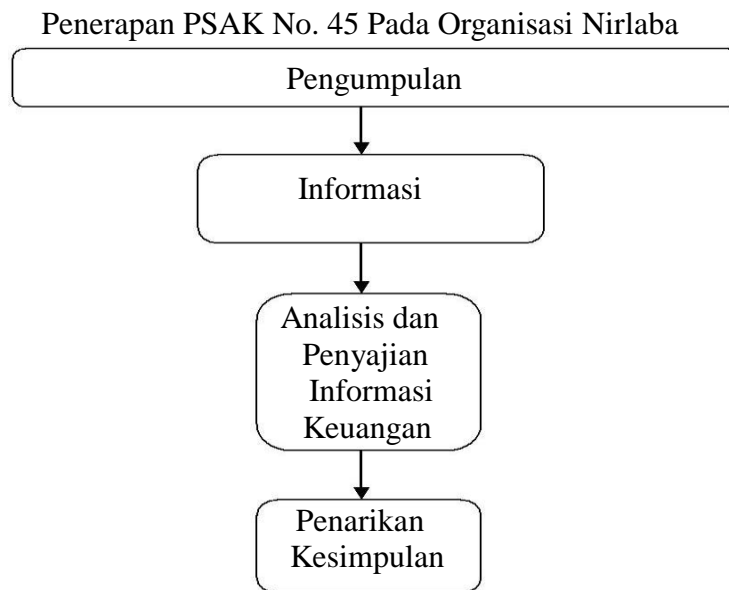 Penerapan PSAK No. 45 Pada Organisasi Nirlaba
Pengumpulan
Informasi
Analisis dan
Penyajian
Informasi
Keuangan
Penarikan
Kesimpulan